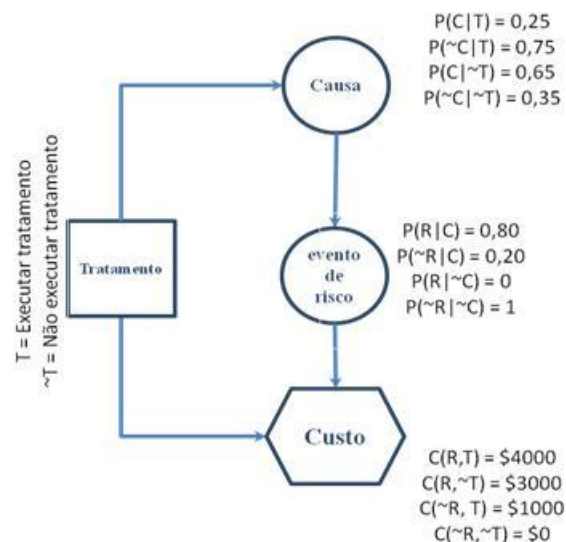 P(C|T) = 0,25
P(~C|T) = 0,75
P(C|~T) = 0,65
P(~C|~T) = 0,35
Causa
T = Executar tratamento
~T = Não executar tratamento
Tratamento
evento
de
risco
P(R|C) = 0,80
P(~R|C) = 0,20
P(R|~C) = 0
P(~R|~C) = 1
Custo
C(R,T) = $4000
C(R,~T) = $3000
C(~R, T) = $1000
C(~R,~T) = $0